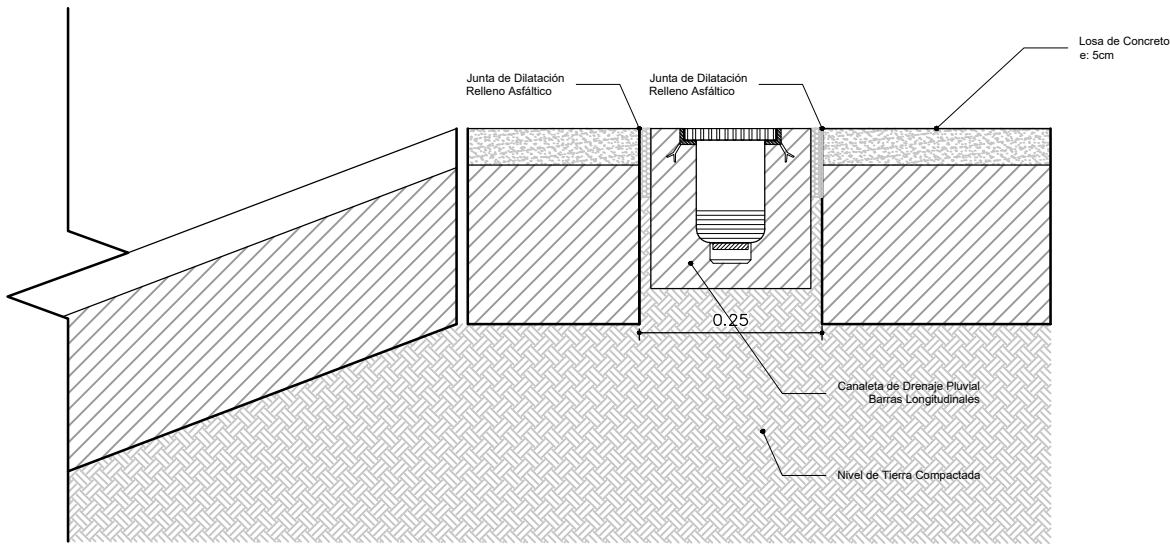 Losa de Concreto
e: 5cm
Junta de Dilatación
Relleno Asfáltico
Junta de Dilatación
Relleno Asfáltico
0.25
Canaleta de Drenaje Pluvial
Barras Longitudinales
Nivel de Tierra Compactada